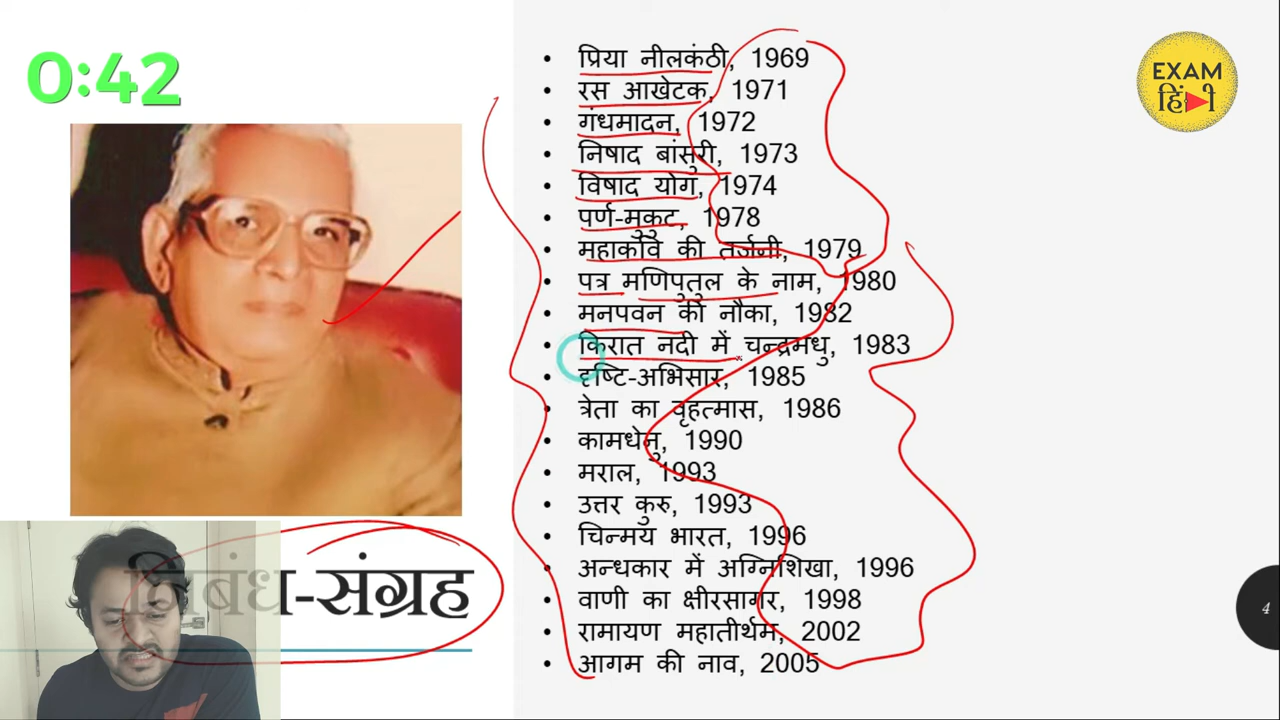 0:42
EXAM
हिंदी
• प्रिया नीलकंठी, 1969
• रस आखेटक, 1971
• गंधमादन, 1972
• निषाद बांसुरी, 1973
• विषाद योग, 1974
• पर्ण-मुकुट, 1978
• महाकवि की तर्जनी, 1979
• पत्र मणिपुतुल के नाम, 1980
• मनपवन की नौका, 1982
• किरात नदी में चन्द्रमधु, 1983
• दृष्टि-अभिसार, 1985
• त्रेता का वृहत्मास, 1986
• कामधेनु, 1990
• मराल, 1993
• उत्तर कुरु, 1993
• चिन्मय भारत, 1996
• अन्धकार में अग्निशिखा, 1996
• वाणी का क्षीरसागर, 1998
• रामायण महातीर्थम, 2002
• आगम की नाव, 2005
निबंध-संग्रह
4